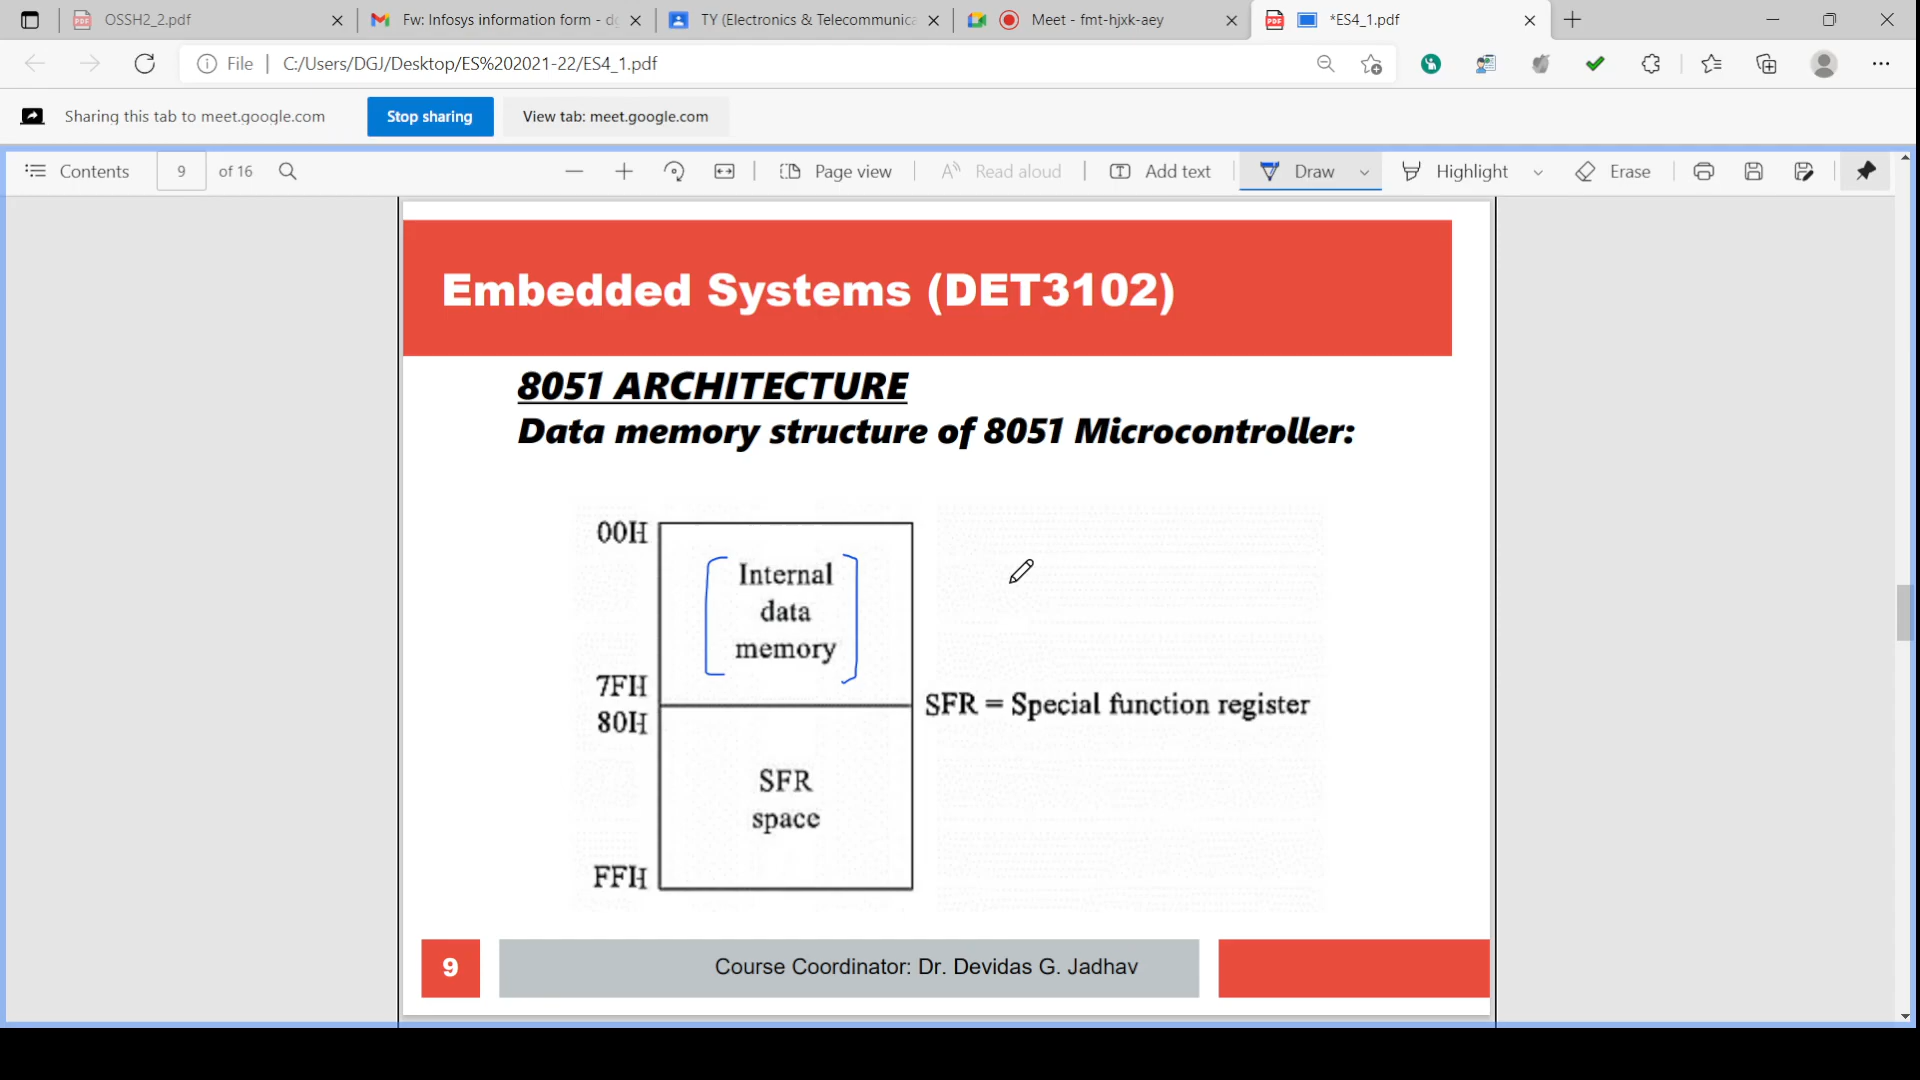 OSSH2_2.pdf
Fw: Infosys information form - dg
TY (Electronics & Telecommunica
Meet - fmt-hjxk-aey
*ES4_1.pdf
File
C:/Users/DGJ/Desktop/ES%202021-22/ES4_1.pdf
Sharing this tab to meet.google.com
Stop sharing
View tab: meet.google.com
Contents
9
of 16
Page view
Read aloud
Add text
Draw
Highlight
Erase
Embedded Systems (DET3102)
8051 ARCHITECTURE
Data memory structure of 8051 Microcontroller:
00H
Internal
data
memory
7FH
80H
SFR = Special function register
SFR
space
FFH
9
Course Coordinator: Dr. Devidas G. Jadhav